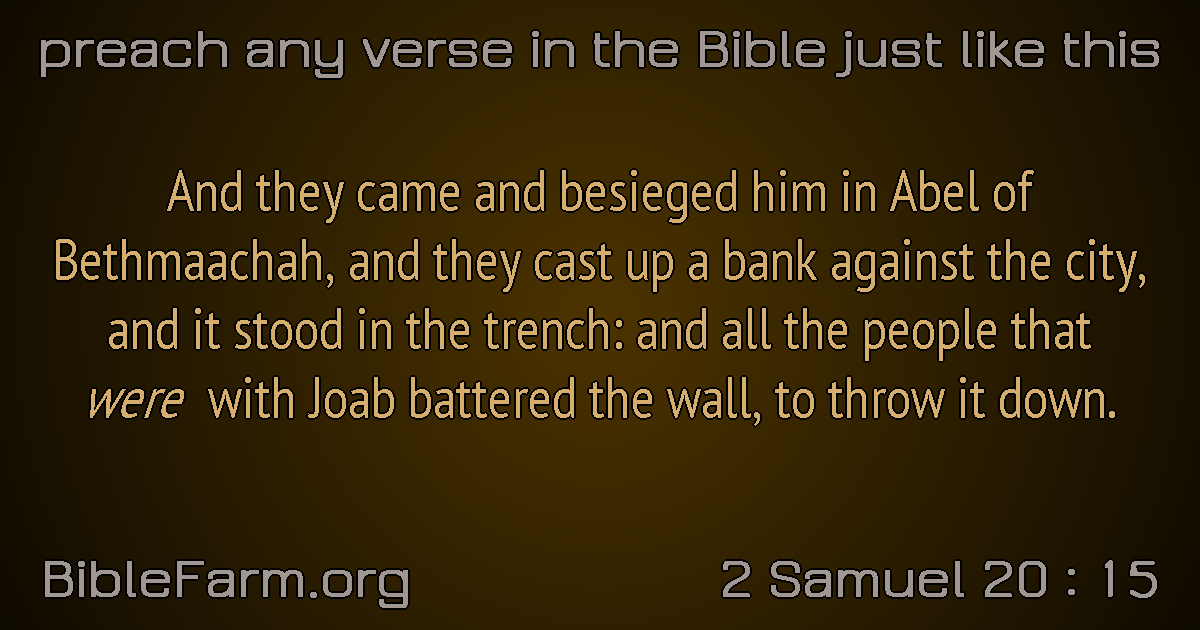 preach any verse in the Bible just like this
And they came and besieged him in Abel of
Bethmaachah, and they cast up a bank against the city,
and it stood in the trench: and all the people that
were with Joab battered the wall, to throw it down.
BibleFarm.org
2 Samuel 20 : 15